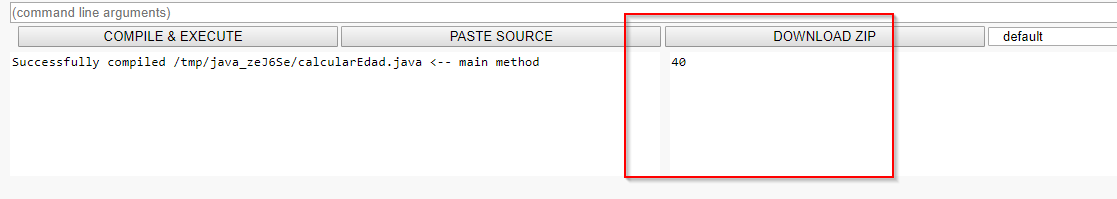 (command line arguments)
COMPILE & EXECUTE PASTE SOURCE DOWNLOAD ZIP default
Successfully compiled /tmp/java_zeJ6Se/calcularEdad.java <-- main method
40